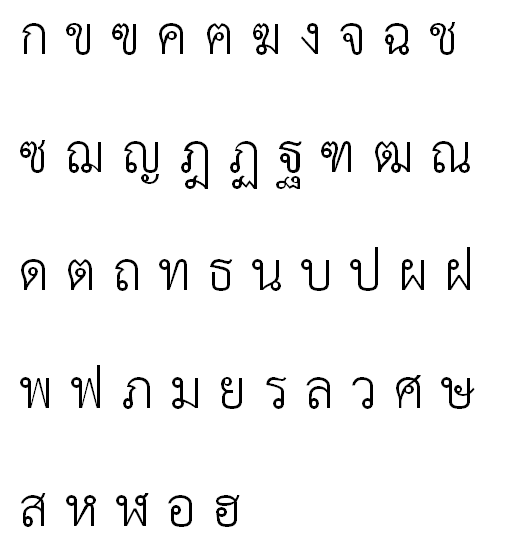 ก ข ฃ ค ฅ ฆ ง จ ฉ ช
ซ ฌ ญ ฎ ฏ ฐ ฑ ฒ ณ
ด ต ถ ท ธ น บ ป ผ ฝ
พ ฟ ภ ม ย ร ล ว ศ ษ
ส ห ฬ อ ฮ